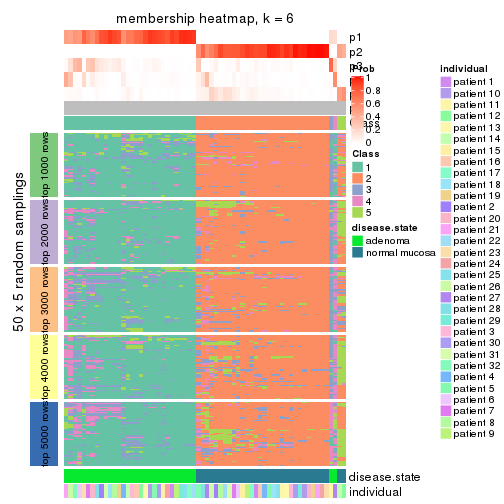 membership heatmap, k = 6
p1
p2
p3
Prob
1
0.8
0.6
0.4
0.2
0
Class
1
2
3
4
5
disease.state
adenoma
normal mucosa
individual
patient 1
patient 10
patient 11
patient 12
patient 13
patient 14
patient 15
patient 16
patient 17
patient 18
patient 19
patient 2
patient 20
patient 21
patient 22
patient 23
patient 24
patient 25
patient 26
patient 27
patient 28
patient 29
patient 3
patient 30
patient 31
patient 32
patient 4
patient 5
patient 6
patient 7
patient 8
patient 9
50 x 5 random samplings
top 1000 rows
top 2000 rows
top 3000 rows
top 4000 rows
top 5000 rows
disease.state
individual